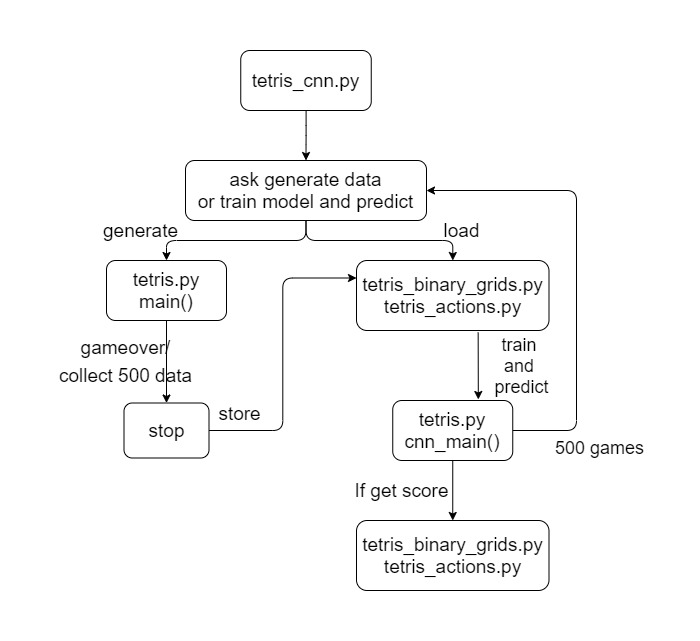 tetris_cnn.py
ask generate data
or train model and predict
generate
load
tetris.py
main()
tetris_binary_grids.py
tetris_actions.py
gameover/
collect 500 data
train
and
predict
stop
store
tetris.py
cnn_main()
500 games
If get score
tetris_binary_grids.py
tetris_actions.py